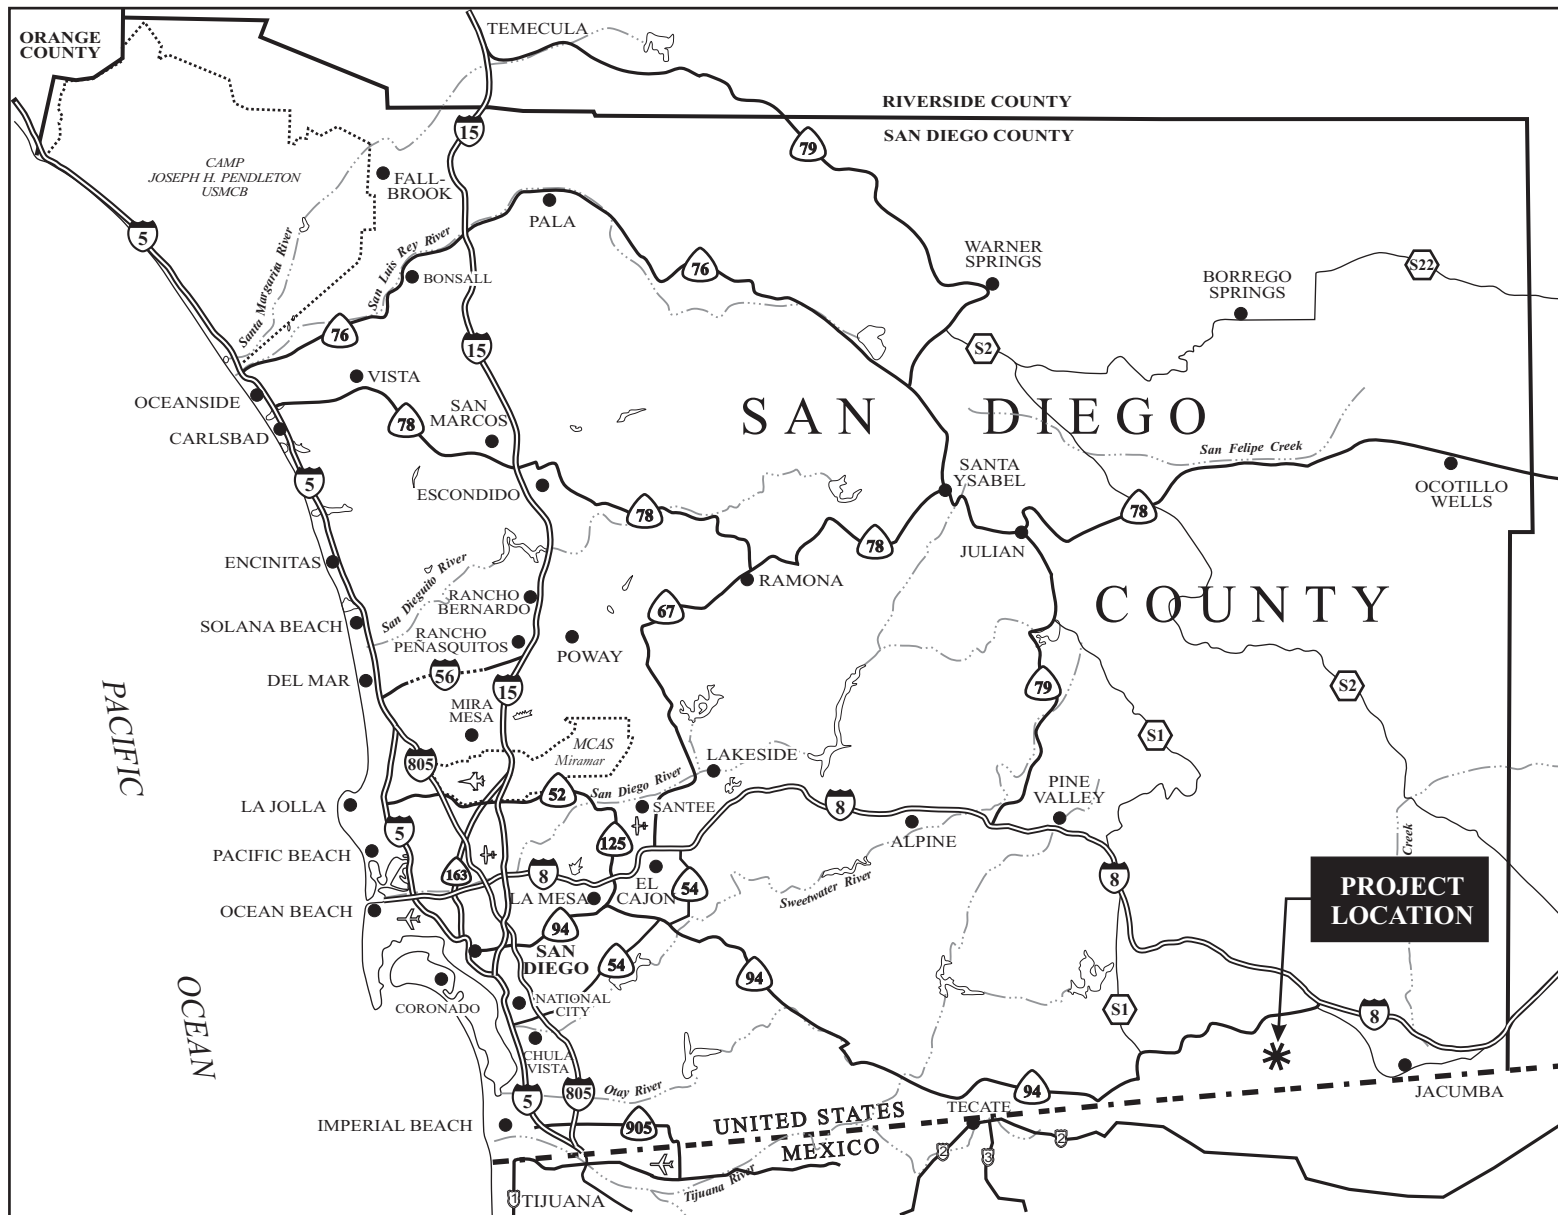 ORANGE
COUNTY
TEMECULA
RIVERSIDE COUNTY
SAN DIEGO COUNTY
15
79
CAMP
JOSEPH H. PENDLETON
USMCB
FALL-
BROOK
5
PALA
Santa Margarita River
San Luis Rey River
BONSALL
76
WARNER
SPRINGS
S22
BORREGO
SPRINGS
76
15
S2
VISTA
OCEANSIDE
SAN
MARCOS
78
CARLSBAD
SAN DIEGO
San Felipe Creek
5
ESCONDIDO
SANTA
YSABEL
OCOTILLO
WELLS
78
78
78
JULIAN
ENCINITAS
San Dieguito River
RAMONA
RANCHO
BERNARDO
67
COUNTY
SOLANA BEACH
RANCHO
PEÑASQUITOS
POWAY
56
DEL MAR
15
79
S2
PACIFIC
MIRA
MESA
S1
MCAS
Miramar
LAKESIDE
805
San Diego River
52
PINE
VALLEY
LA JOLLA
SANTEE
8
5
125
ALPINE
Creek
PACIFIC BEACH
163
8
EL
CAJON
54
8
LA MESA
Sweetwater River
PROJECT
LOCATION
OCEAN BEACH
94
SAN
DIEGO
54
94
CORONADO
NATIONAL
CITY
S1
8
OCEAN
CHULA
VISTA
Otay River
5
805
94
JACUMBA
TECATE
IMPERIAL BEACH
905
UNITED STATES
MEXICO
2
3
2
Tijuana River
1
TIJUANA